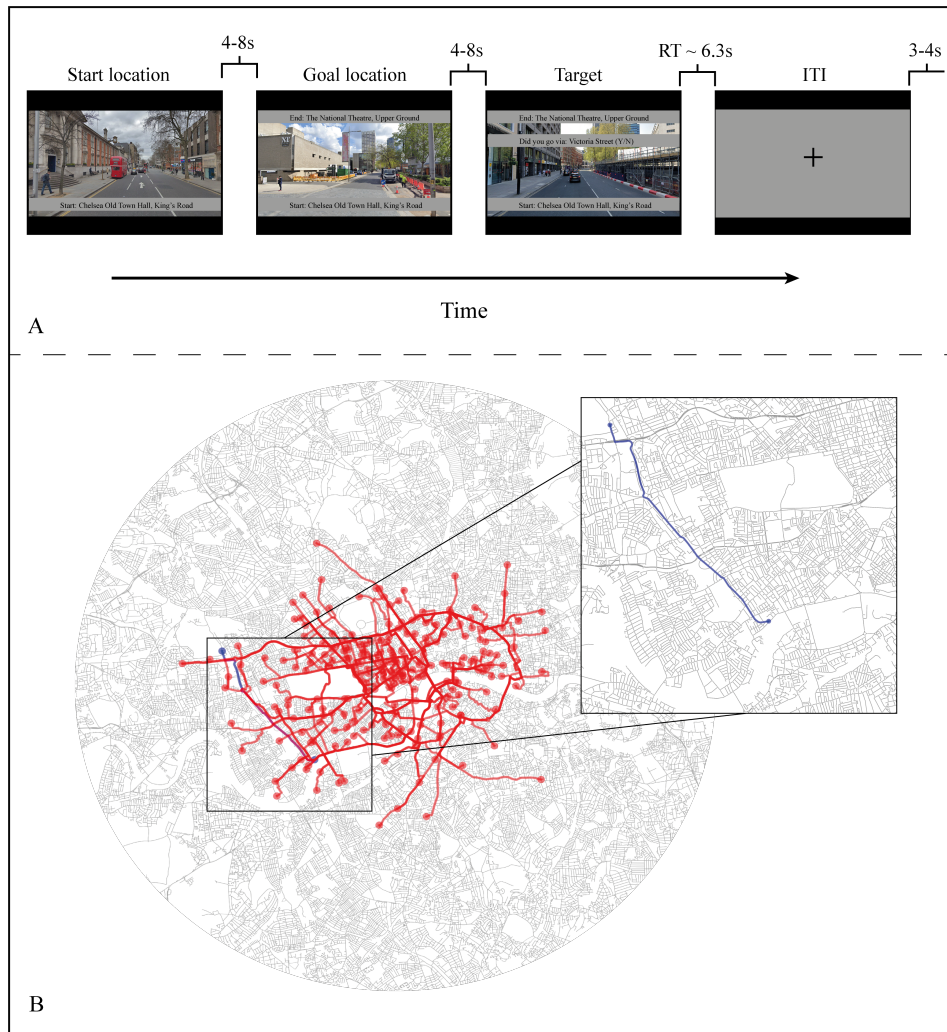 4-8s
4-8s
RT ~ 6.3s
3-4s
Start location
Goal location
Target
ITI
Start: Chelsea Old Town Hall, King's Road
End: The National Theatre, Upper Ground
Start: Chelsea Old Town Hall, King's Road
End: The National Theatre, Upper Ground
Did you go via: Victoria Street (Y/N)
Start: Chelsea Old Town Hall, King's Road
Time
A
B